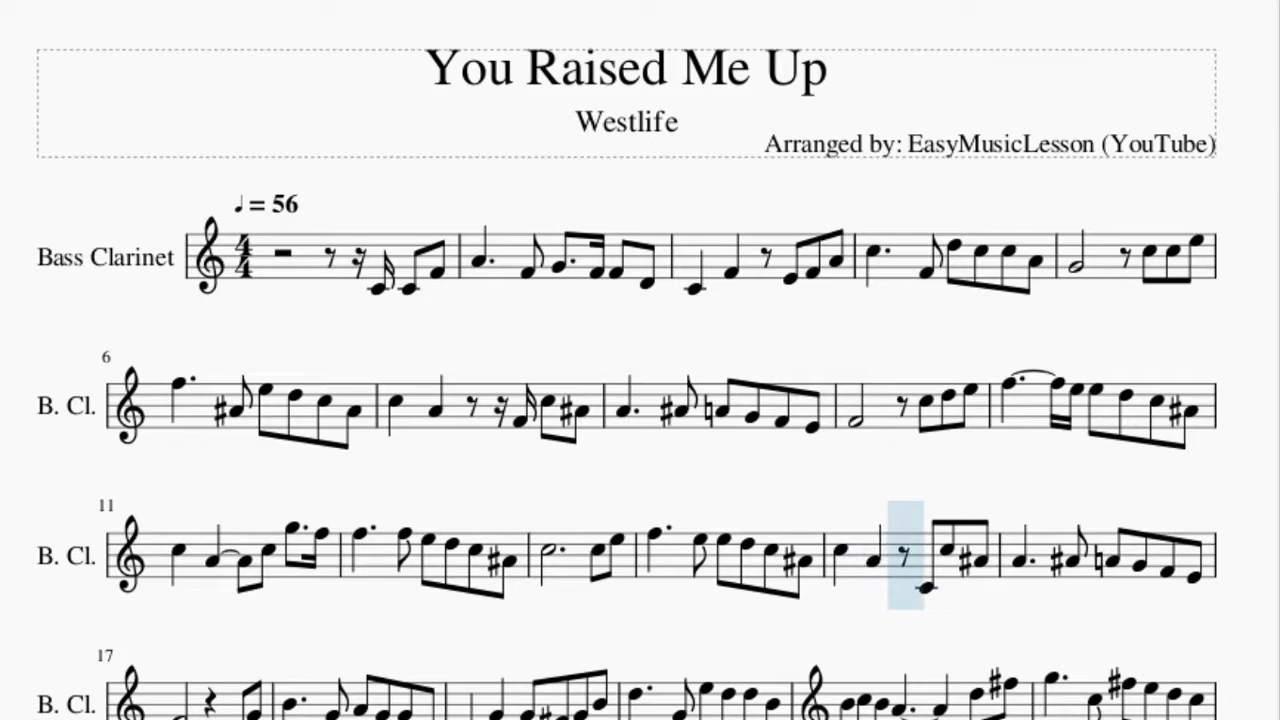 You Raised Me Up
Westlife
Arranged by: EasyMusicLesson (YouTube)
♩ = 56
Bass Clarinet
4
4
6
B. Cl.
11
B. Cl.
17
B. Cl.